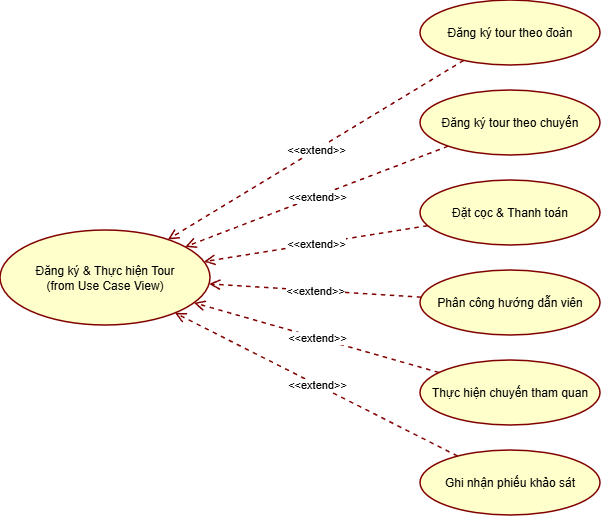 Đăng ký tour theo đoàn
Đăng ký tour theo chuyến
<<extend>>
<<extend>>
Đặt cọc & Thanh toán
<<extend>>
Đăng ký & Thực hiện Tour
(from Use Case View)
<<extend>>
Phân công hướng dẫn viên
<<extend>>
Thực hiện chuyến tham quan
<<extend>>
Ghi nhận phiếu khảo sát